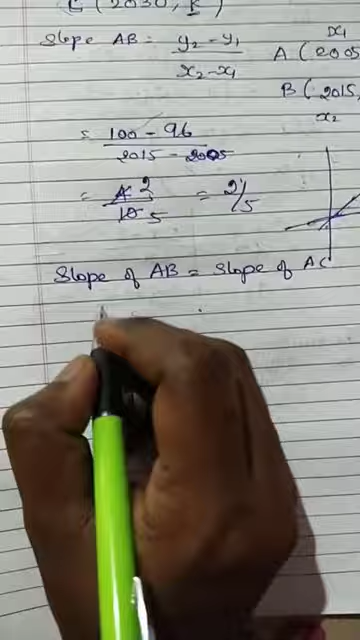 C (2030, k)
Slope AB = y₂ - y₁ / x₂ - x₁
x₁
A (2005
B (2015,
x₂
= 100 - 96 / 2015 - 2005
= 4 2 / 10 5 = 2/5
Slope of AB = Slope of AC